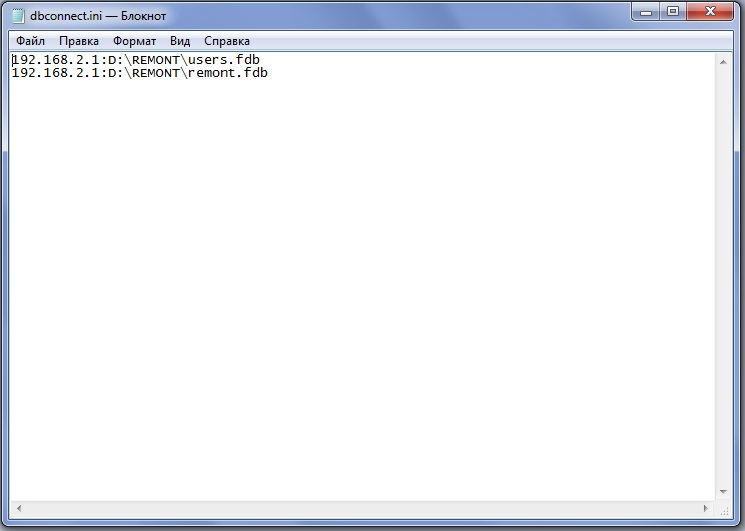 dbconnect.ini — Блокнот
Файл Правка Формат Вид Справка
192.168.2.1:D:\REMONT\users.fdb
192.168.2.1:D:\REMONT\remont.fdb